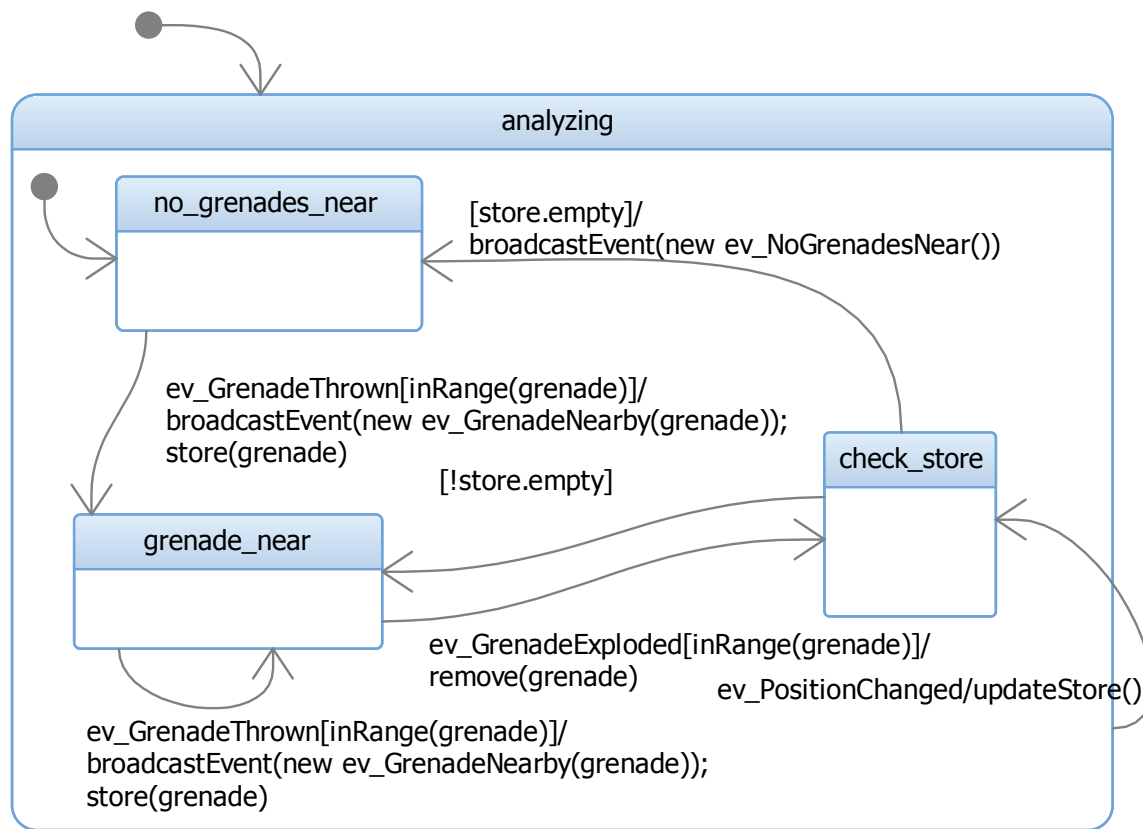 analyzing
no_grenades_near
[store.empty]/
broadcastEvent(new ev_NoGrenadesNear())
ev_GrenadeThrown[inRange(grenade)]/
broadcastEvent(new ev_GrenadeNearby(grenade));
store(grenade)
check_store
[!store.empty]
grenade_near
ev_GrenadeExploded[inRange(grenade)]/
remove(grenade)
ev_PositionChanged/updateStore()
ev_GrenadeThrown[inRange(grenade)]/
broadcastEvent(new ev_GrenadeNearby(grenade));
store(grenade)